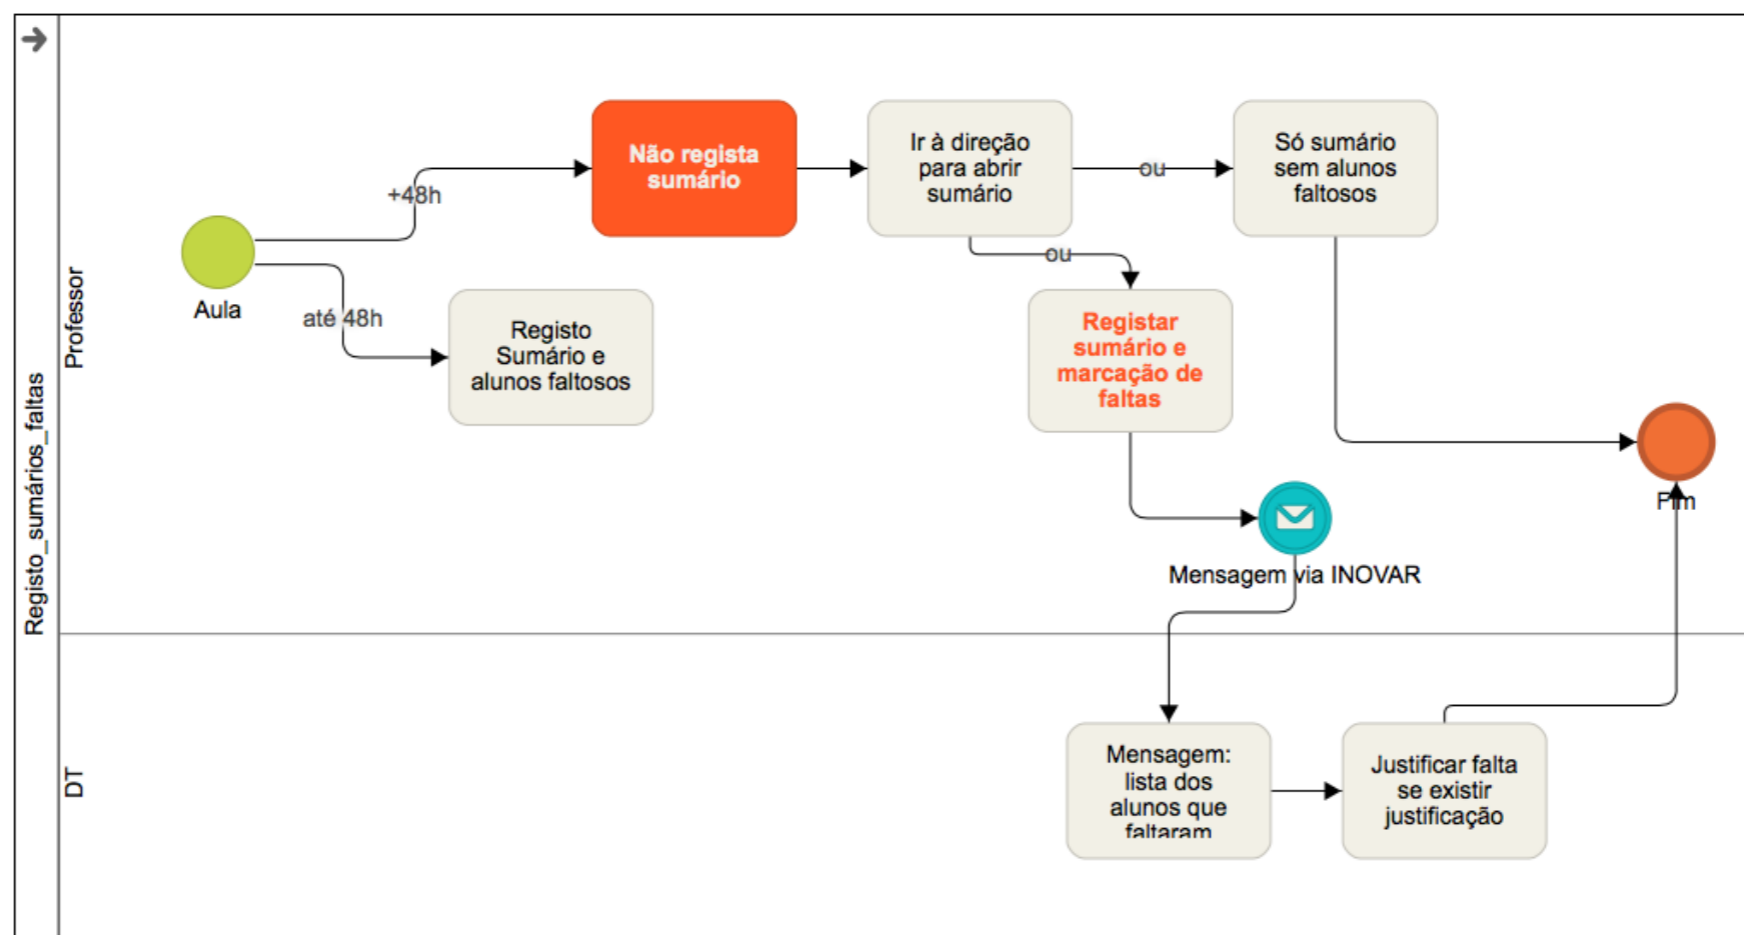 Registo_sumários_faltas
Professor
Aula
+48h
até 48h
Não regista
sumário
Registo
Sumário e
alunos faltosos
Ir à direção
para abrir
sumário
ou
ou
Só sumário
sem alunos
faltosos
Registar
sumário e
marcação de
faltas
Mensagem via INOVAR
Fim
DT
Mensagem:
lista dos
alunos que
faltaram
Justificar falta
se existir
justificação